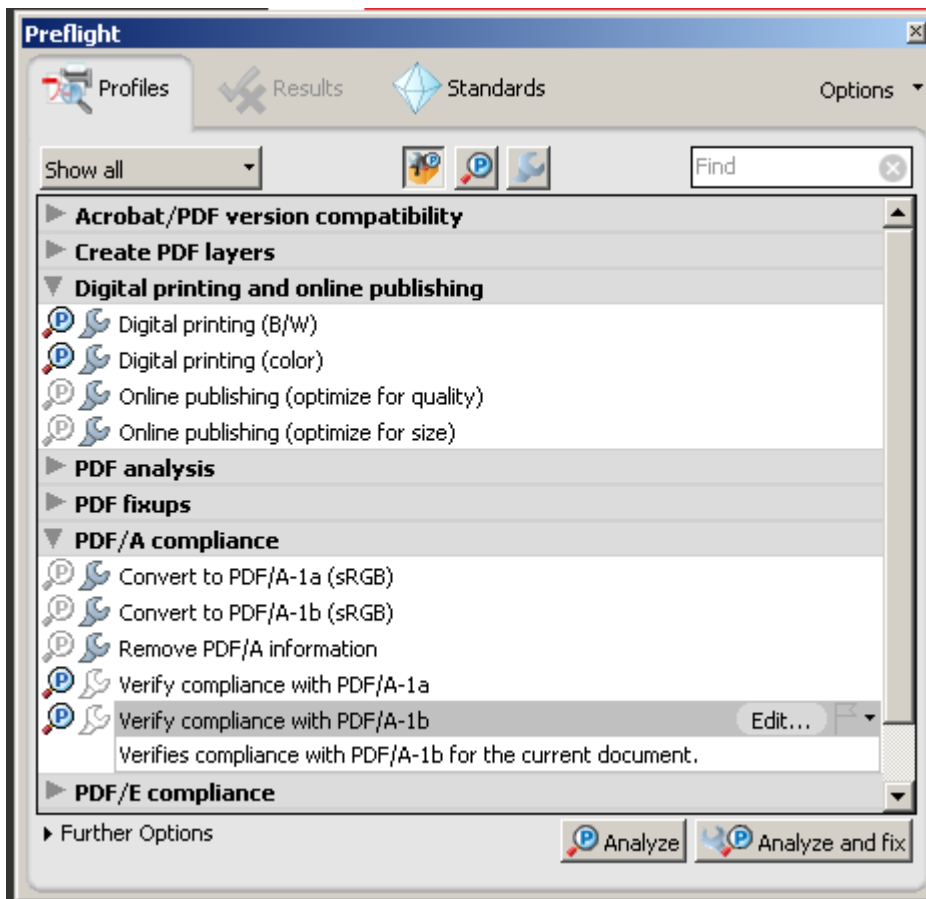 Preflight
Profiles Results Standards Options
Show all Find
Acrobat/PDF version compatibility
Create PDF layers
Digital printing and online publishing
Digital printing (B/W)
Digital printing (color)
Online publishing (optimize for quality)
Online publishing (optimize for size)
PDF analysis
PDF fixups
PDF/A compliance
Convert to PDF/A-1a (sRGB)
Convert to PDF/A-1b (sRGB)
Remove PDF/A information
Verify compliance with PDF/A-1a
Verify compliance with PDF/A-1b Edit...
Verifies compliance with PDF/A-1b for the current document.
PDF/E compliance
Further Options Analyze Analyze and fix